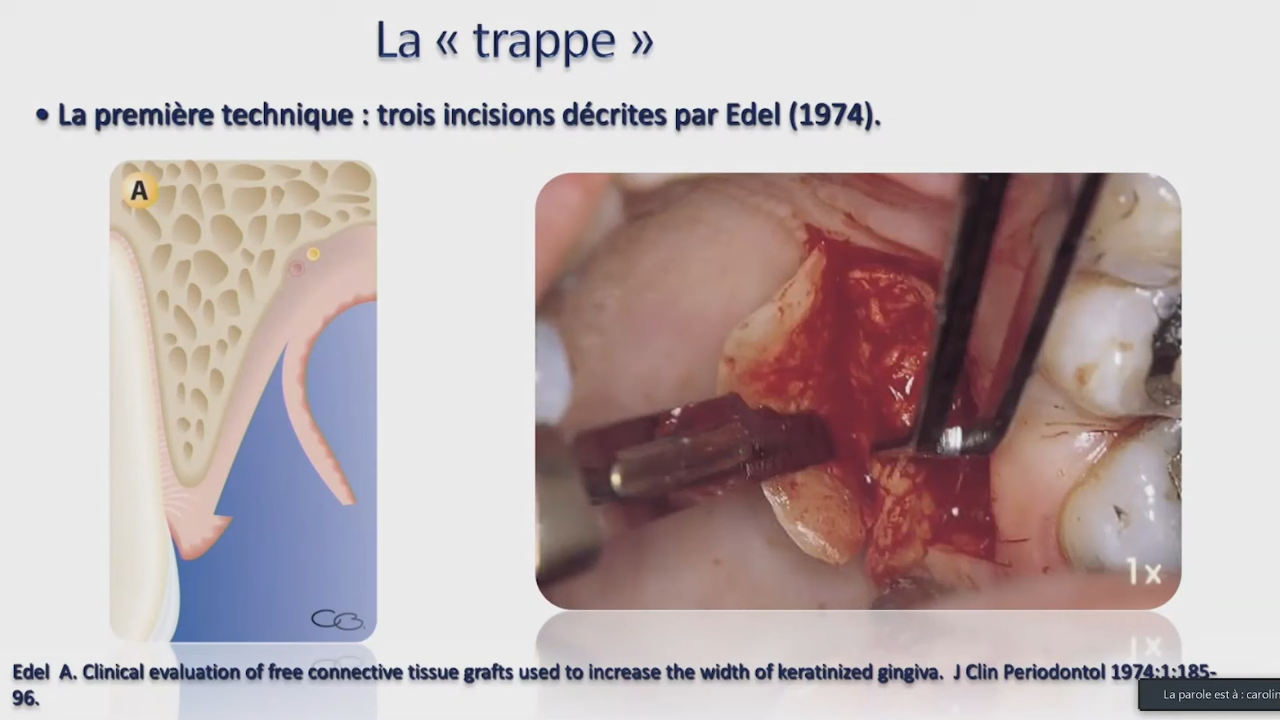 La « trappe »
• La première technique : trois incisions décrites par Edel (1974).
A
1x
CB.
Edel A. Clinical evaluation of free connective tissue grafts used to increase the width of keratinized gingiva. J Clin Periodontol 1974;1:185-
96.
La parole est à : carolin